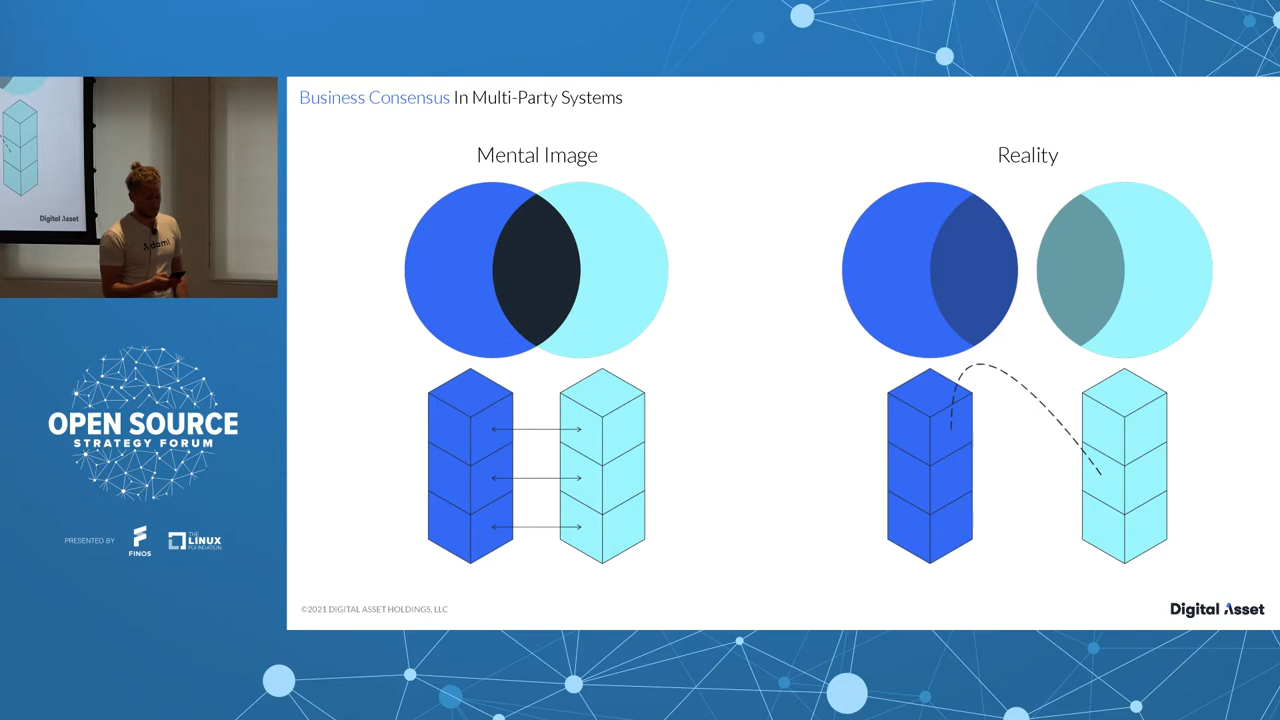 Business Consensus In Multi-Party Systems
Mental Image
Reality
Digital Asset
Daml
OPEN SOURCE
STRATEGY FORUM
PRESENTED BY
FINOS
THE
LINUX
FOUNDATION
©2021 DIGITAL ASSET HOLDINGS, LLC
Digital Asset